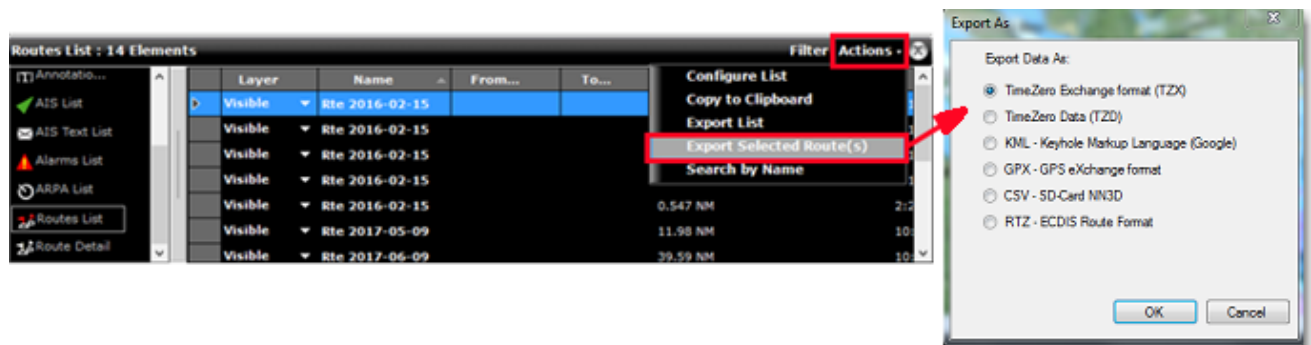 Routes List : 14 Elements
Filter Actions
Annotatio...
AIS List
AIS Text List
Alarms List
ARPA List
Routes List
Route Detail
Layer Name From... To...
Visible Rte 2016-02-15
Visible Rte 2016-02-15
Visible Rte 2016-02-15
Visible Rte 2016-02-15
Visible Rte 2016-02-15 0.547 NM 2:2
Visible Rte 2017-05-09 11.98 NM 10:
Visible Rte 2017-06-09 39.59 NM 10:
Configure List
Copy to Clipboard
Export List
Export Selected Route(s)
Search by Name
Export As
Export Data As:
TimeZero Exchange format (TZX)
TimeZero Data (TZD)
KML - Keyhole Markup Language (Google)
GPX - GPS eXchange format
CSV - SD-Card NN3D
RTZ - ECDIS Route Format
OK Cancel